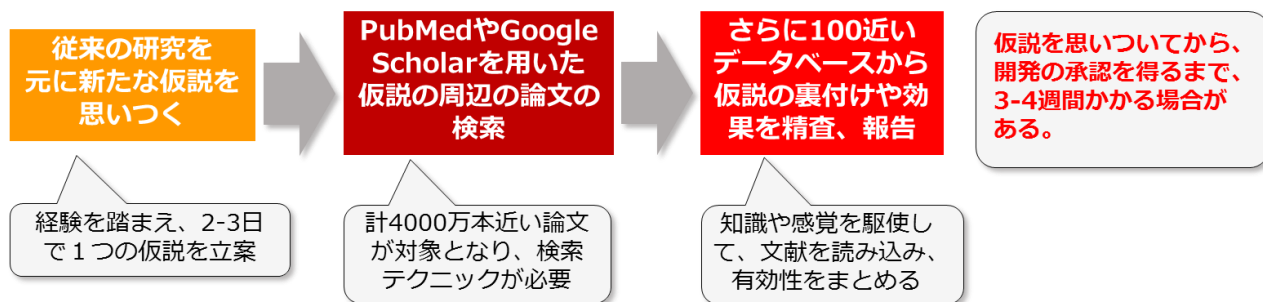 従来の研究を
元に新たな仮説を
思いつく
PubMedやGoogle
Scholarを用いた
仮説の周辺の論文の
検索
さらに100近い
データベースから
仮説の裏付けや効
果を精査、報告
仮説を思いついてから、
開発の承認を得るまで、
3-4週間かかる場合が
ある。
経験を踏まえ、2-3日
で１つの仮説を立案
計4000万本近い論文
が対象となり、検索
テクニックが必要
知識や感覚を駆使し
て、文献を読み込み、
有効性をまとめる